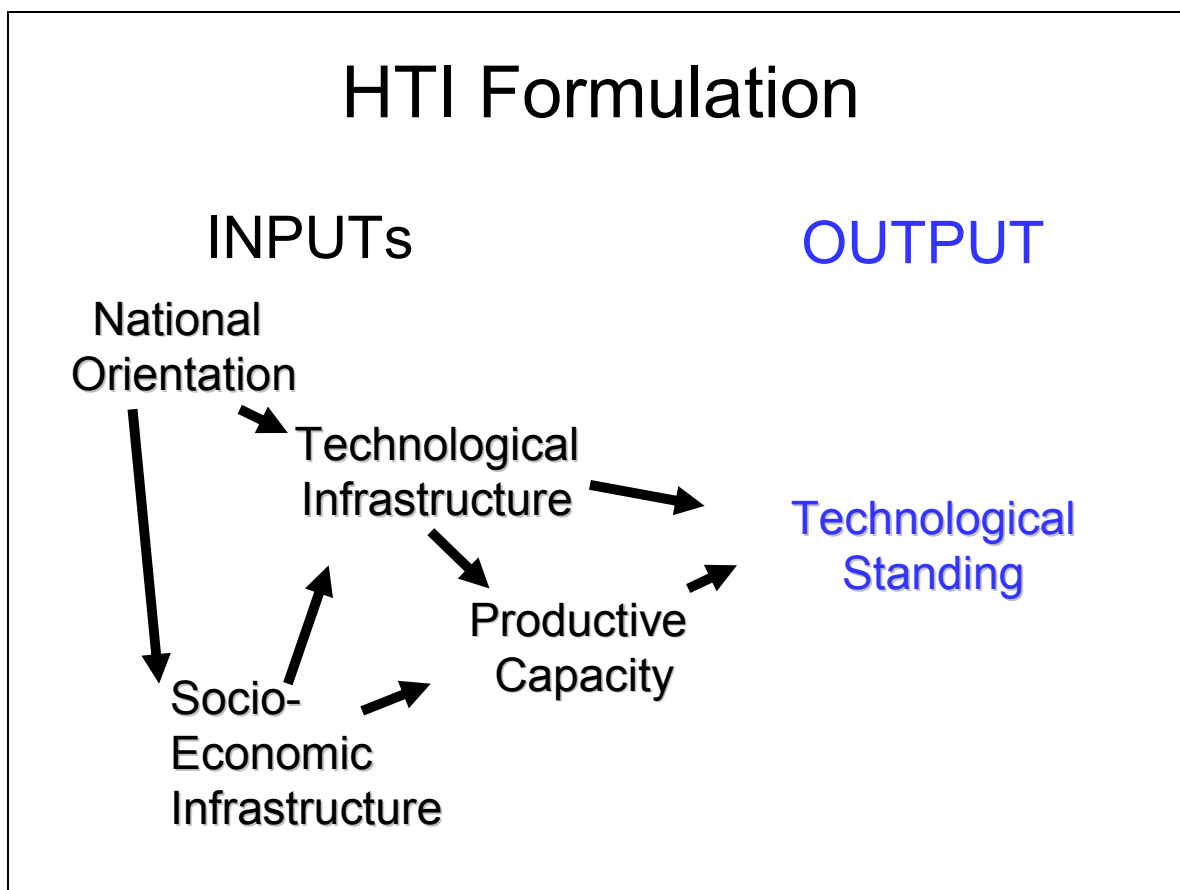 HTI Formulation
INPUTs
OUTPUT
National
Orientation
Technological
Infrastructure
Technological
Standing
Productive
Capacity
Socio-
Economic
Infrastructure